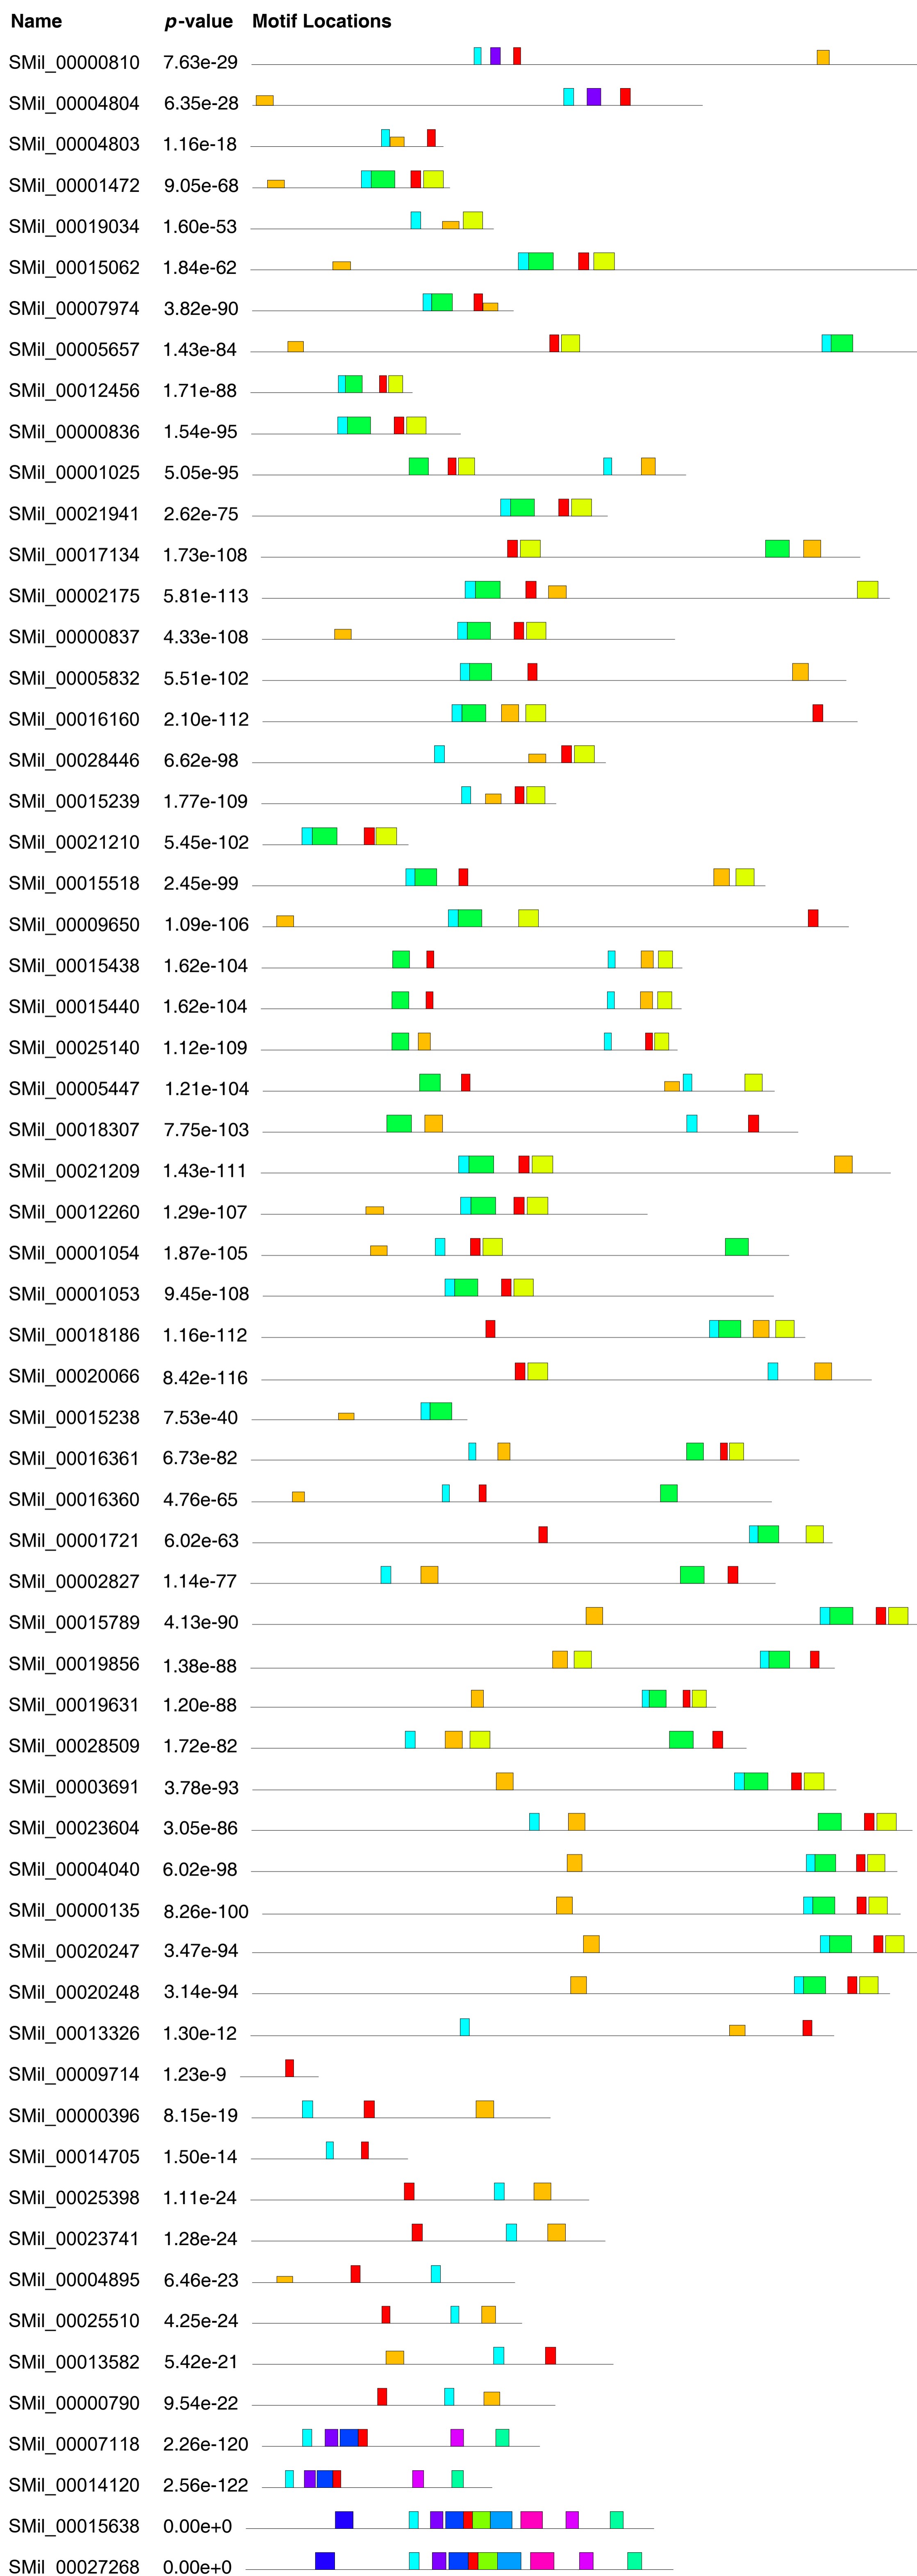 Name p-value Motif Locations
SMil_00000810 7.63e-29
SMil_00004804 6.35e-28
SMil_00004803 1.16e-18
SMil_00001472 9.05e-68
SMil_00019034 1.60e-53
SMil_00015062 1.84e-62
SMil_00007974 3.82e-90
SMil_00005657 1.43e-84
SMil_00012456 1.71e-88
SMil_00000836 1.54e-95
SMil_00001025 5.05e-95
SMil_00021941 2.62e-75
SMil_00017134 1.73e-108
SMil_00002175 5.81e-113
SMil_00000837 4.33e-108
SMil_00005832 5.51e-102
SMil_00016160 2.10e-112
SMil_00028446 6.62e-98
SMil_00015239 1.77e-109
SMil_00021210 5.45e-102
SMil_00015518 2.45e-99
SMil_00009650 1.09e-106
SMil_00015438 1.62e-104
SMil_00015440 1.62e-104
SMil_00025140 1.12e-109
SMil_00005447 1.21e-104
SMil_00018307 7.75e-103
SMil_00021209 1.43e-111
SMil_00012260 1.29e-107
SMil_00001054 1.87e-105
SMil_00001053 9.45e-108
SMil_00018186 1.16e-112
SMil_00020066 8.42e-116
SMil_00015238 7.53e-40
SMil_00016361 6.73e-82
SMil_00016360 4.76e-65
SMil_00001721 6.02e-63
SMil_00002827 1.14e-77
SMil_00015789 4.13e-90
SMil_00019856 1.38e-88
SMil_00019631 1.20e-88
SMil_00028509 1.72e-82
SMil_00003691 3.78e-93
SMil_00023604 3.05e-86
SMil_00004040 6.02e-98
SMil_00000135 8.26e-100
SMil_00020247 3.47e-94
SMil_00020248 3.14e-94
SMil_00013326 1.30e-12
SMil_00009714 1.23e-9
SMil_00000396 8.15e-19
SMil_00014705 1.50e-14
SMil_00025398 1.11e-24
SMil_00023741 1.28e-24
SMil_00004895 6.46e-23
SMil_00025510 4.25e-24
SMil_00013582 5.42e-21
SMil_00000790 9.54e-22
SMil_00007118 2.26e-120
SMil_00014120 2.56e-122
SMil_00015638 0.00e+0
SMil_00027268 0.00e+0